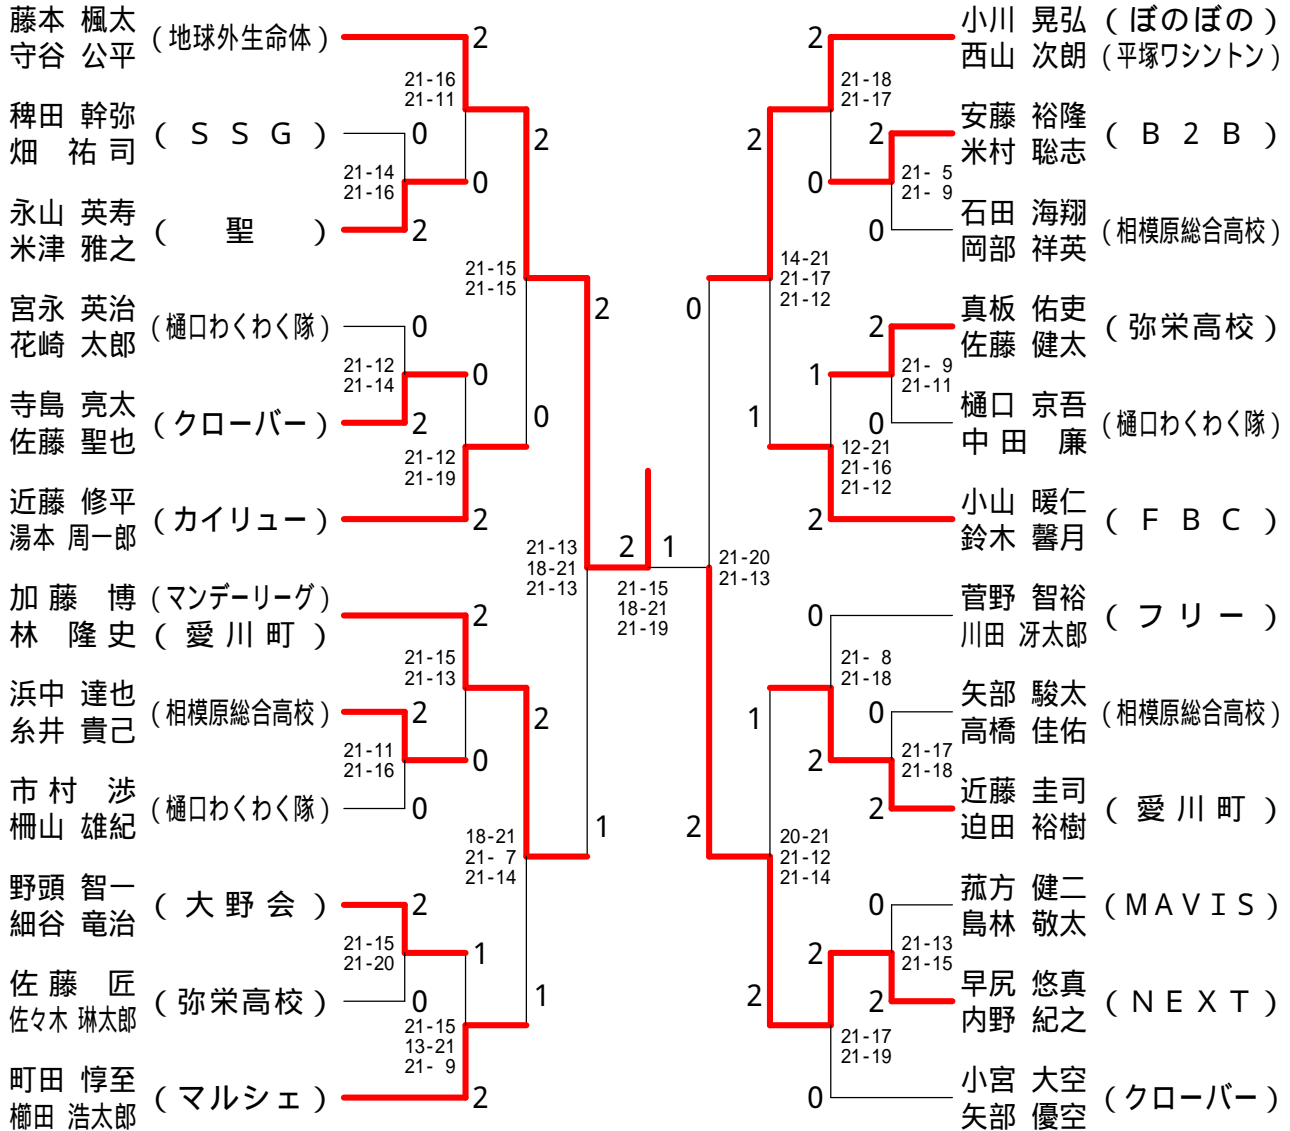 藤本 楓太
守谷 公平
(地球外生命体)
2
21-16
21-11
稗田 幹弥
畑 祐司
(ＳＳＧ)
0
2
21-14
21-16
0
永山 英寿
米津 雅之
(聖)
2
21-15
21-15
宮永 英治
花崎 太郎
(樋口わくわく隊)
0
2
21-12
21-14
0
寺島 亮太
佐藤 聖也
(クローバー)
2
0
21-12
21-19
近藤 修平
湯本 周一郎
(カイリュー)
2
21-13
18-21
21-13
2
1
21-15
18-21
21-19
加藤 博
林 隆史
(マンデーリーグ)
(愛川町)
2
21-15
21-13
浜中 達也
糸井 貴己
(相模原総合高校)
2
2
21-11
21-16
0
市村 渉
柵山 雄紀
(樋口わくわく隊)
0
1
18-21
21- 7
21-14
野頭 智一
細谷 竜治
(大野会)
2
21-15
21-20
1
佐藤 匠
佐々木 琳太郎
(弥栄高校)
0
1
21-15
13-21
21- 9
町田 惇至
櫛田 浩太郎
(マルシェ)
2
小川 晃弘
西山 次朗
(ぼのぼの)
(平塚ワシントン)
2
21-18
21-17
安藤 裕隆
米村 聡志
(Ｂ２Ｂ)
2
2
21- 5
21- 9
0
石田 海翔
岡部 祥英
(相模原総合高校)
0
14-21
21-17
21-12
0
真板 佑吏
佐藤 健太
(弥栄高校)
2
21- 9
21-11
1
樋口 京吾
中田 廉
(樋口わくわく隊)
0
1
12-21
21-16
21-12
小山 暖仁
鈴木 馨月
(ＦＢＣ)
2
21-20
21-13
菅野 智裕
川田 冴太郎
(フリー)
0
21- 8
21-18
矢部 駿太
高橋 佳佑
(相模原総合高校)
0
1
21-17
21-18
2
近藤 圭司
迫田 裕樹
(愛川町)
2
2
20-21
21-12
21-14
菰方 健二
島林 敬太
(ＭＡＶＩＳ)
0
21-13
21-15
2
早尻 悠真
内野 紀之
(ＮＥＸＴ)
2
2
21-17
21-19
小宮 大空
矢部 優空
(クローバー)
0